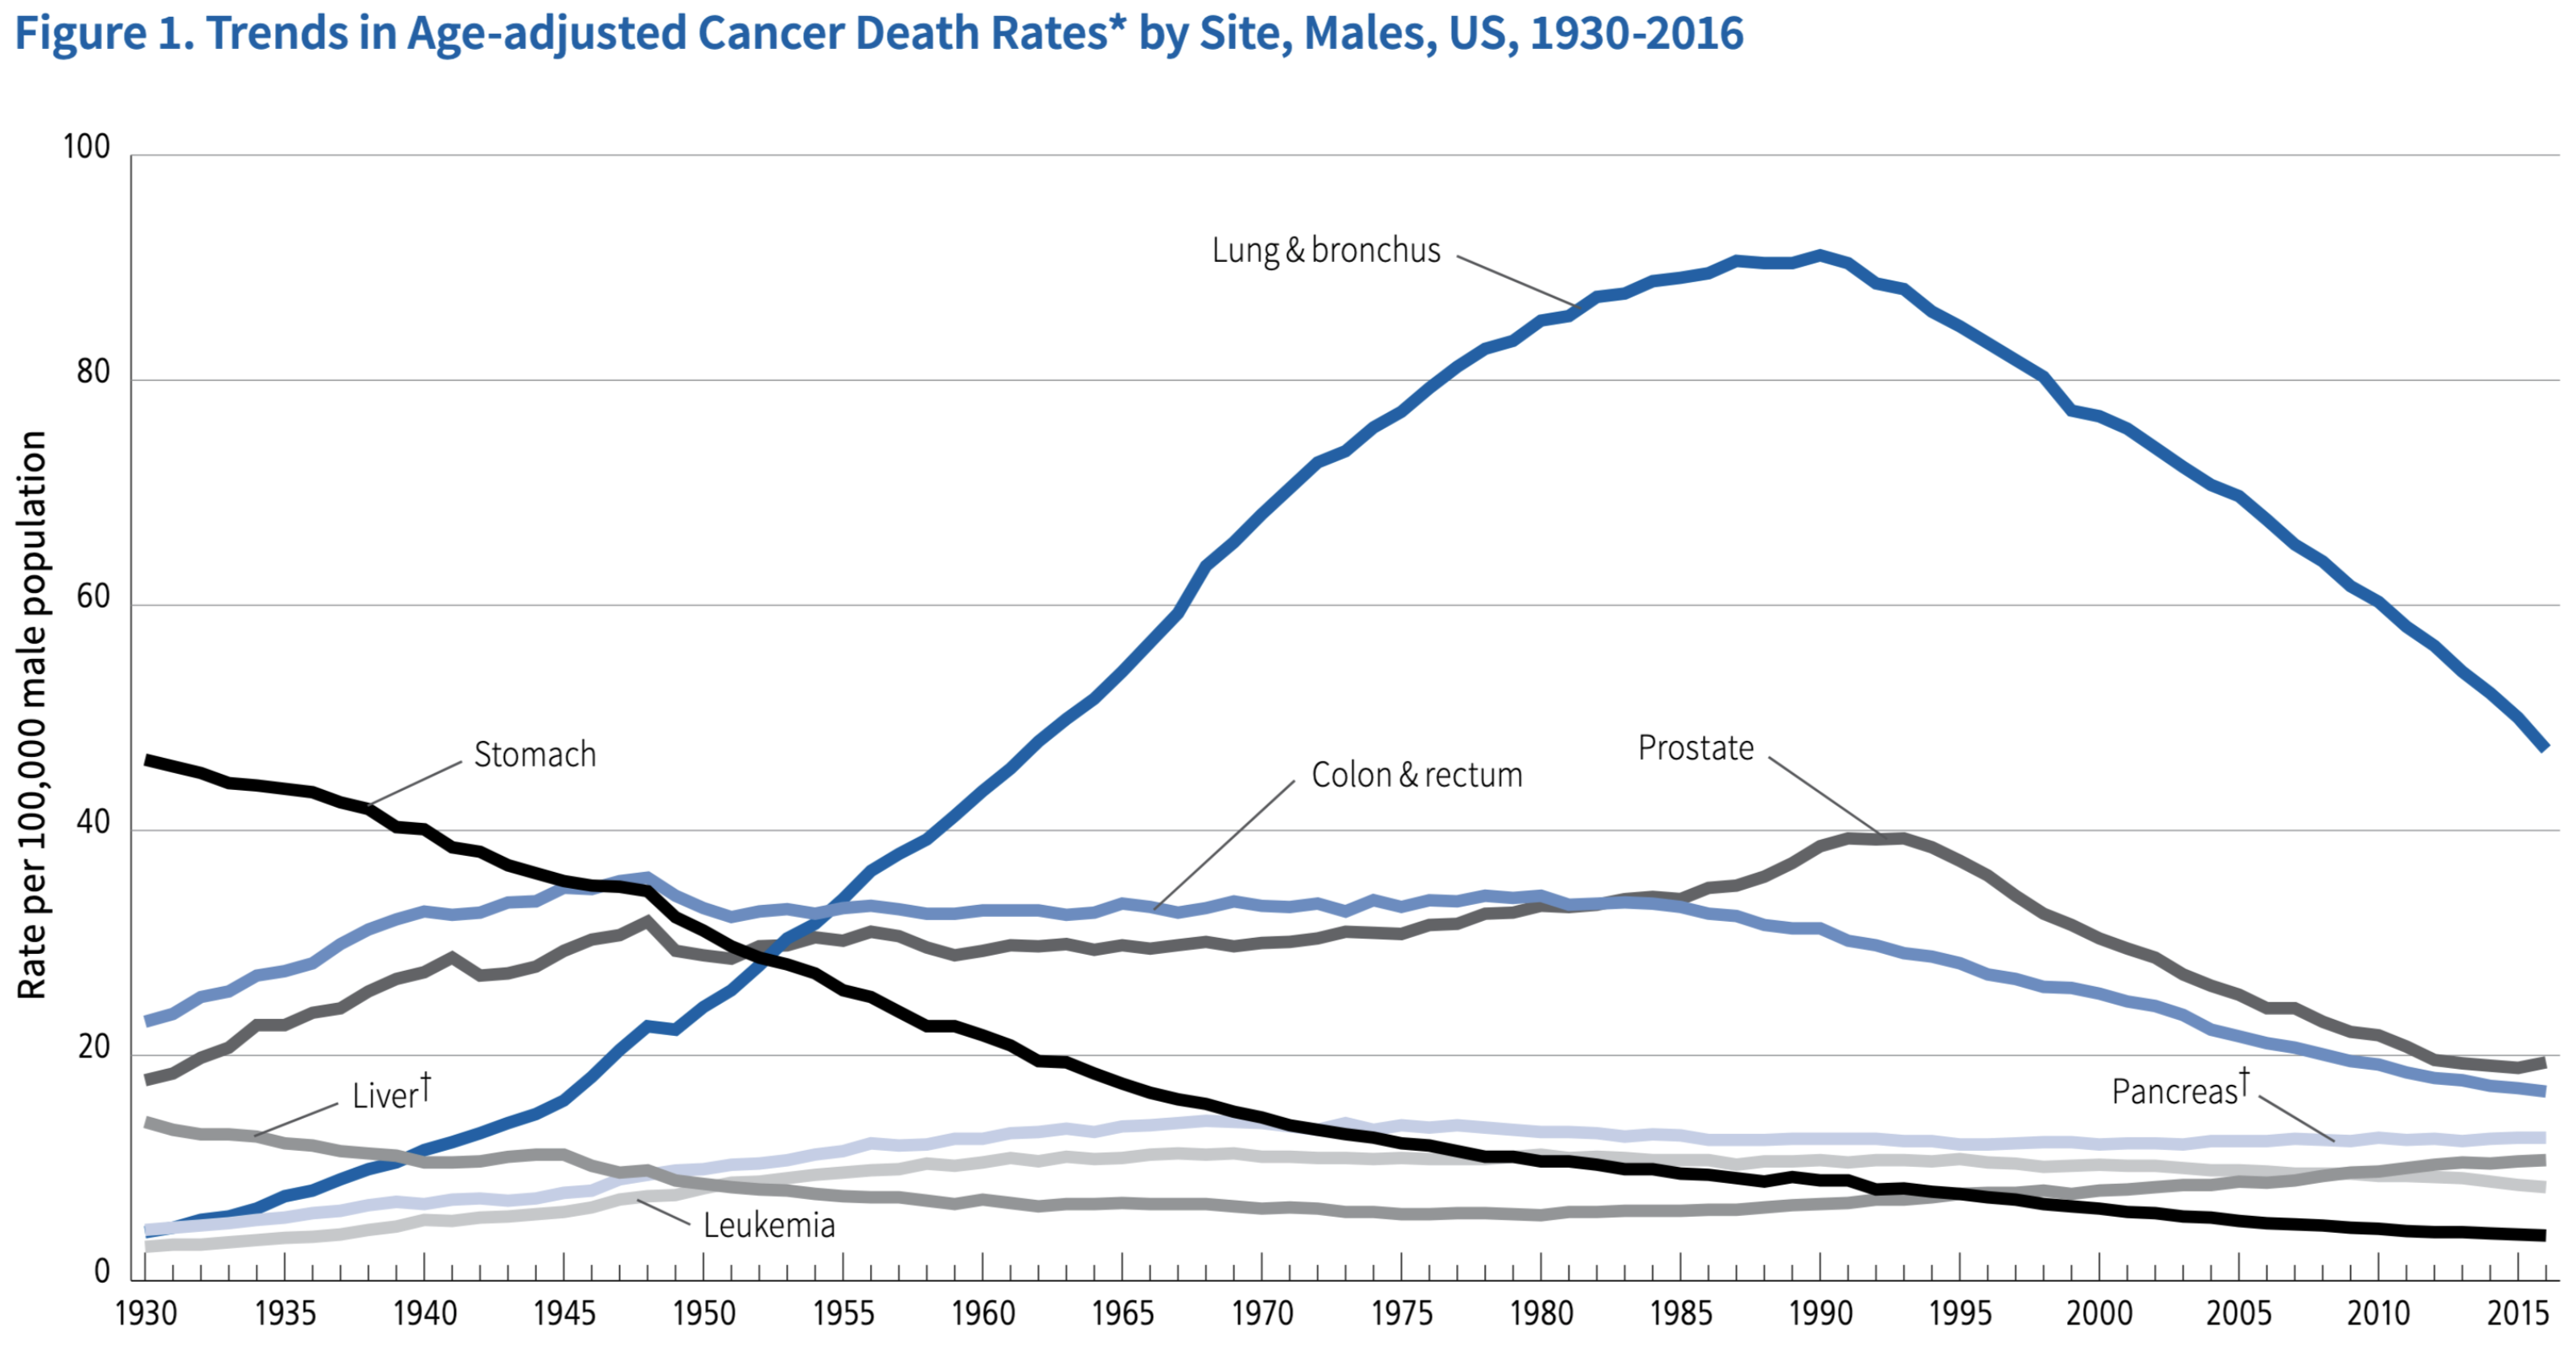 Figure 1. Trends in Age-adjusted Cancer Death Rates* by Site, Males, US, 1930-2016
Rate per 100,000 male population
100
80
60
40
20
0
Lung & bronchus
Stomach
Colon & rectum
Prostate
Liver†
Pancreas†
Leukemia
1930 1935 1940 1945 1950 1955 1960 1965 1970 1975 1980 1985 1990 1995 2000 2005 2010 2015